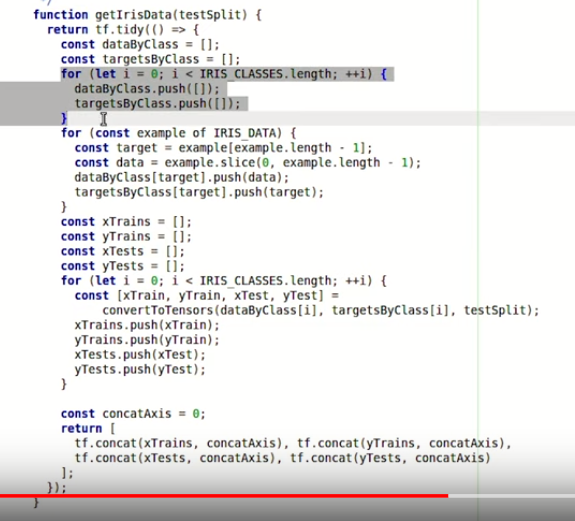 */
function getIrisData(testSplit) {
  return tf.tidy(() => {
    const dataByClass = [];
    const targetsByClass = [];
    for (let i = 0; i < IRIS_CLASSES.length; ++i) {
      dataByClass.push([]);
      targetsByClass.push([]);
    }
    for (const example of IRIS_DATA) {
      const target = example[example.length - 1];
      const data = example.slice(0, example.length - 1);
      dataByClass[target].push(data);
      targetsByClass[target].push(target);
    }
    const xTrains = [];
    const yTrains = [];
    const xTests = [];
    const yTests = [];
    for (let i = 0; i < IRIS_CLASSES.length; ++i) {
      const [xTrain, yTrain, xTest, yTest] =
          convertToTensors(dataByClass[i], targetsByClass[i], testSplit);
      xTrains.push(xTrain);
      yTrains.push(yTrain);
      xTests.push(xTest);
      yTests.push(yTest);
    }

    const concatAxis = 0;
    return [
      tf.concat(xTrains, concatAxis), tf.concat(yTrains, concatAxis),
      tf.concat(xTests, concatAxis), tf.concat(yTests, concatAxis)
    ];
  });
}